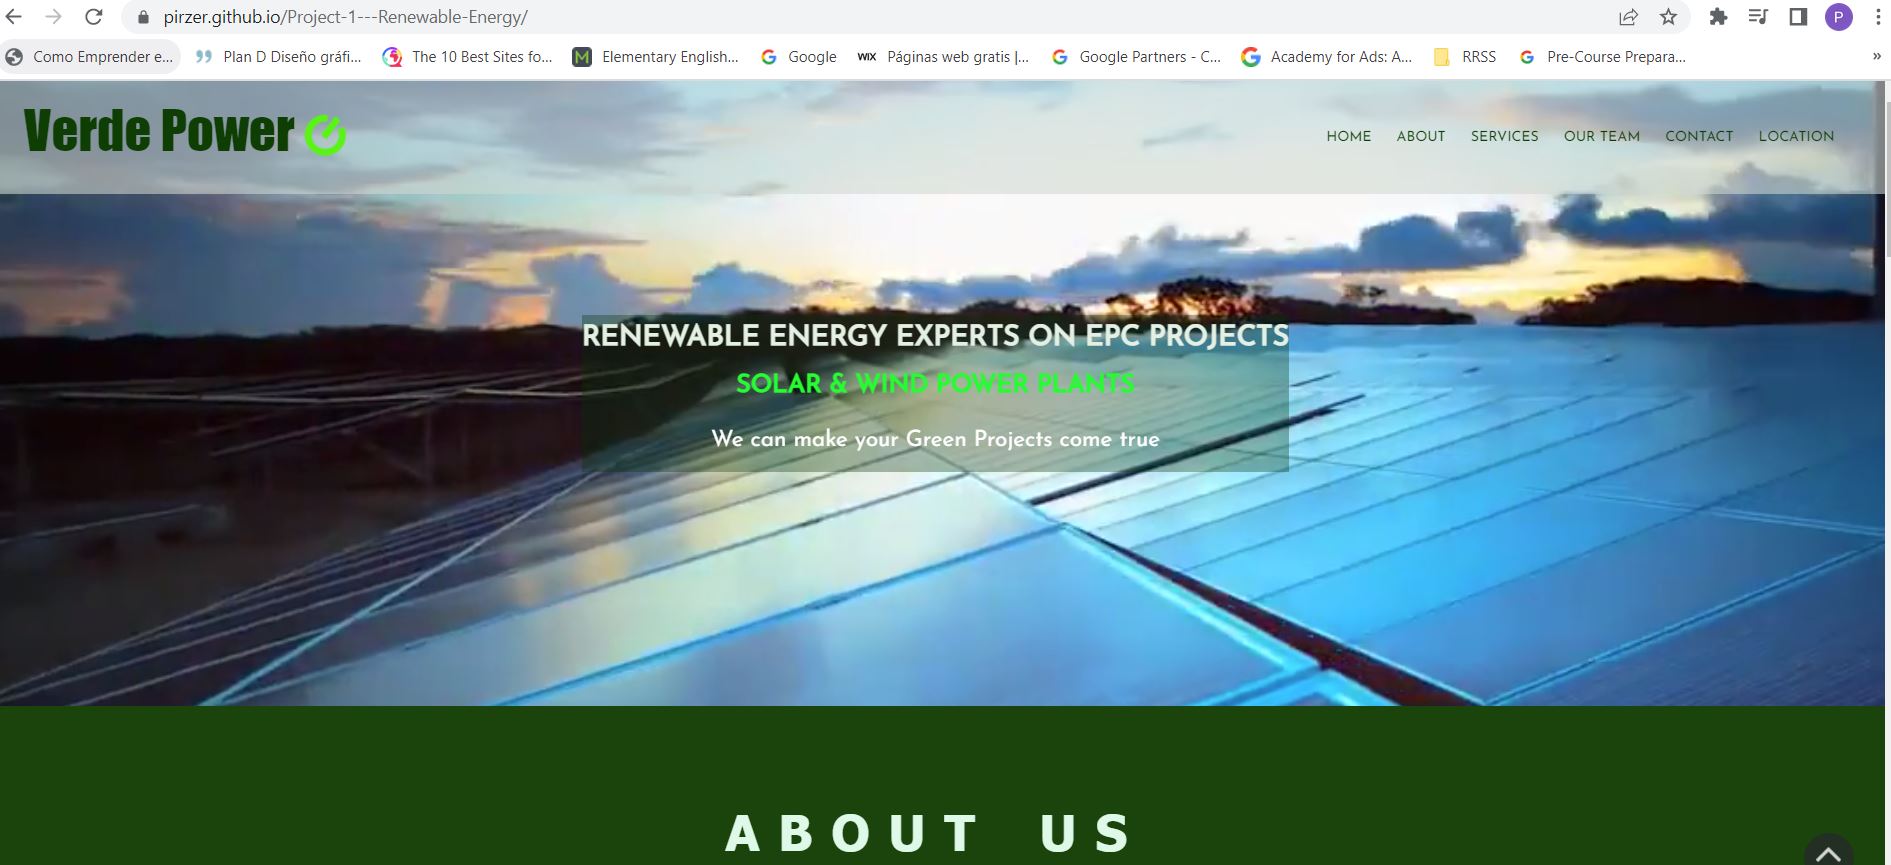 pirzer.github.io/Project-1---Renewable-Energy/
P
Como Emprender e...
Plan D Diseño gráfi...
The 10 Best Sites fo...
M
Elementary English...
Google
WIX
Páginas web gratis |...
Google Partners - C...
Academy for Ads: A...
RRSS
Pre-Course Prepara...
»
Verde Power
HOME ABOUT SERVICES OUR TEAM CONTACT LOCATION
RENEWABLE ENERGY EXPERTS ON EPC PROJECTS
SOLAR & WIND POWER PLANTS
We can make your Green Projects come true
ABOUT US